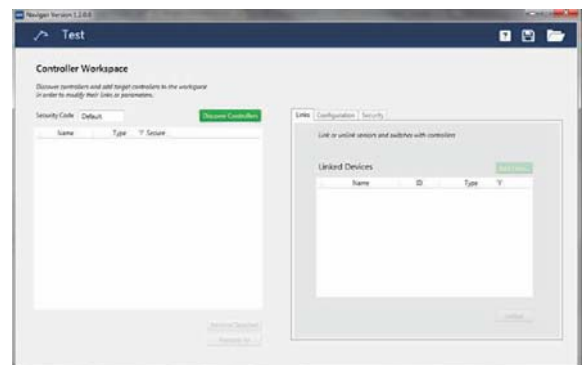 Navigan Version 1.2.0.0
Test
Controller Workspace
Discover controllers and add target controllers to the workspace
in order to modify their links or parameters.
Security Code Default Discover Controllers
Name Type Secure
Links Configuration Security
Link or unlink sensors and switches with controllers
Linked Devices
Name ID Type
Unlink